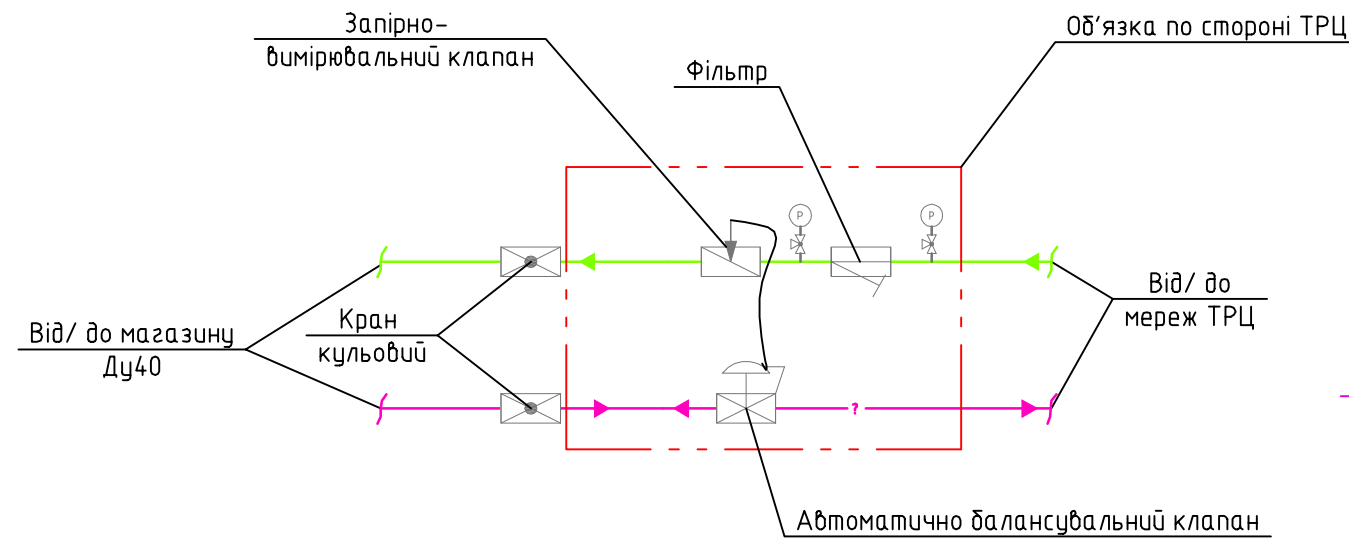 Запірно-
вимірювальний клапан
Об'язка по стороні ТРЦ
Фільтр
P
P
Від/ до
мереж ТРЦ
Кран
кульовий
Від/ до магазину
Ду40
?
Автоматично балансувальний клапан